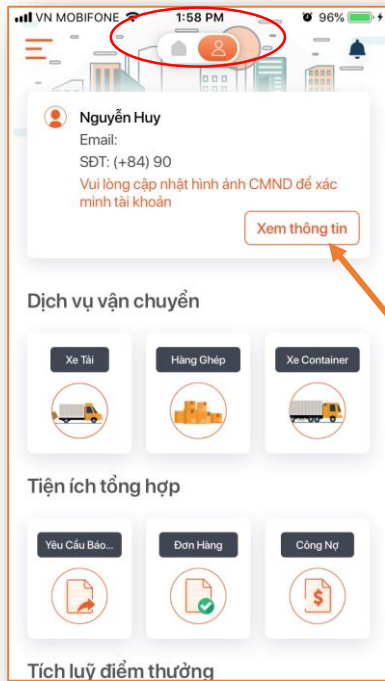 VN MOBIFONE 1:58 PM 96%
Nguyễn Huy
Email:
SĐT: (+84) 90
Vui lòng cập nhật hình ảnh CMND để xác
minh tài khoản
Xem thông tin
Dịch vụ vận chuyển
Xe Tải Hàng Ghép Xe Container
Tiện ích tổng hợp
Yêu Cầu Báo... Đơn Hàng Công Nợ
Tích luỹ điểm thưởng